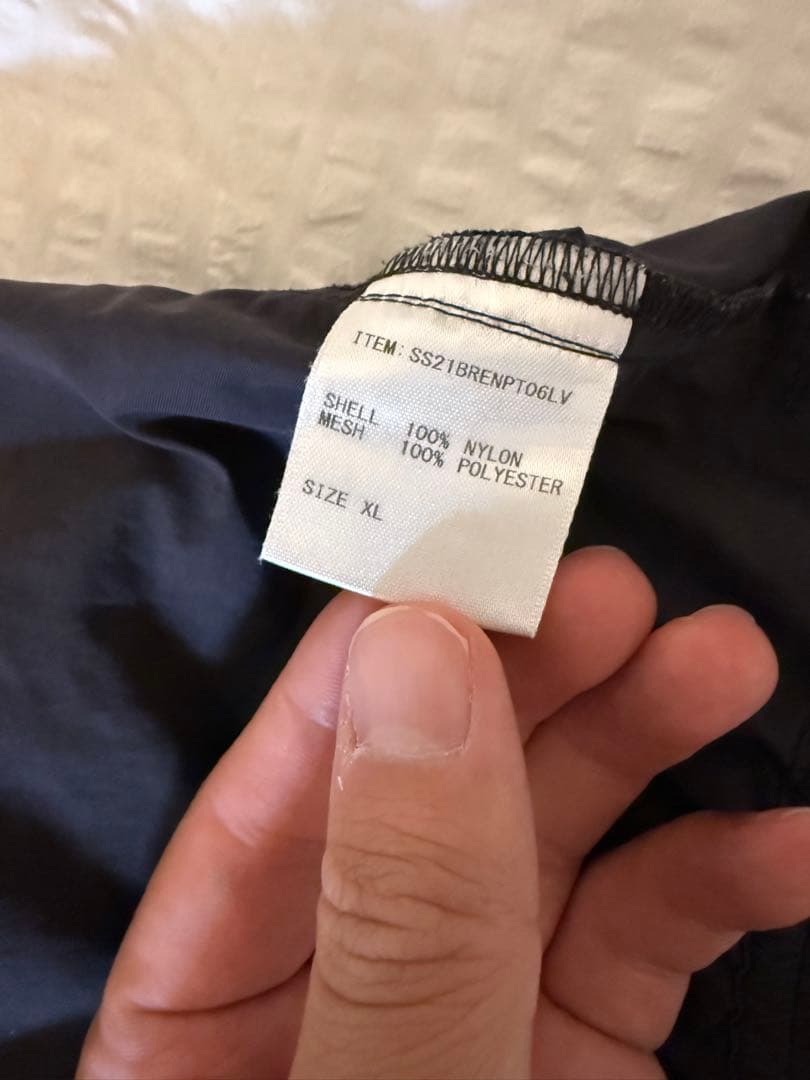 ITEM: SS21BRENPT06LV
SHELL 100% NYLON
MESH 100% POLYESTER
SIZE XL